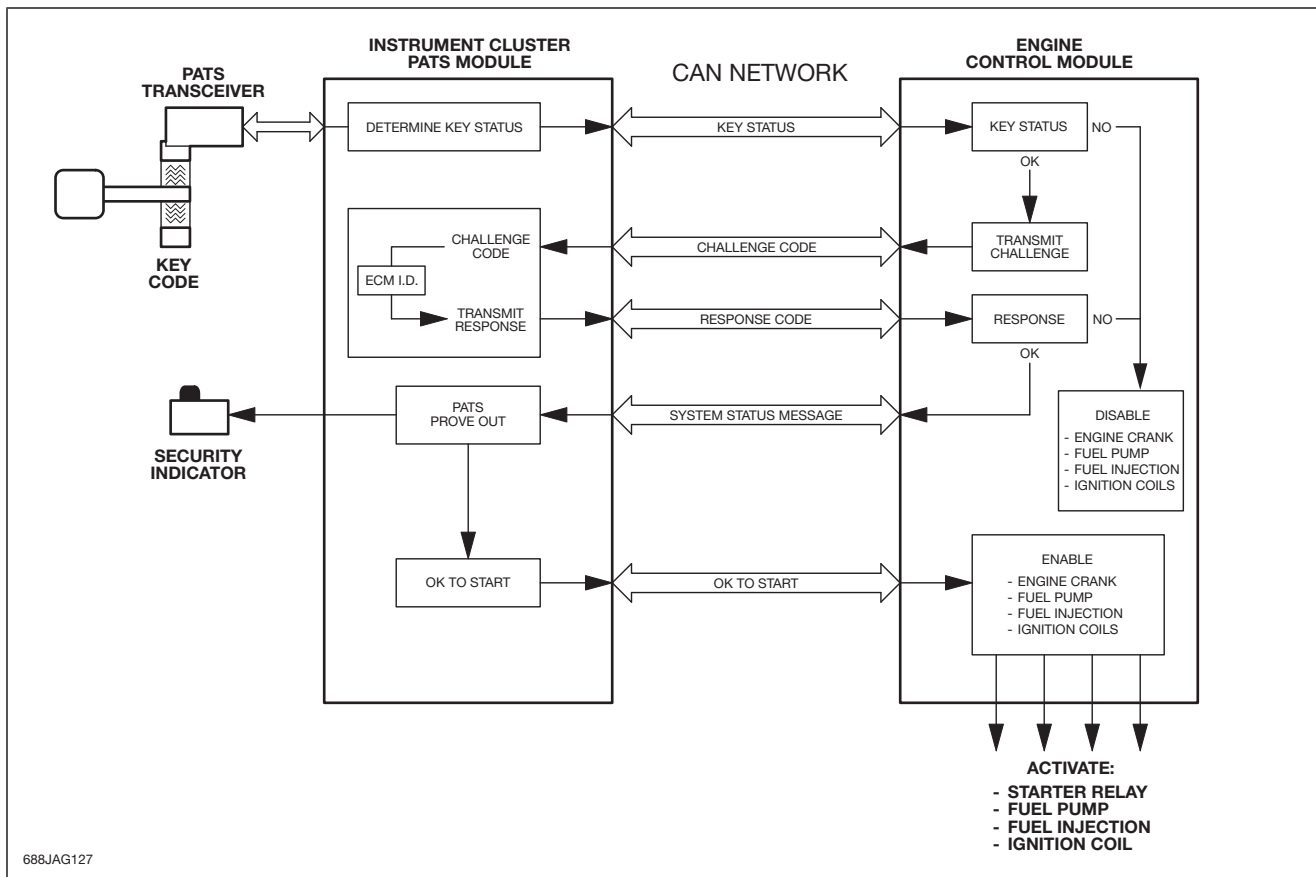 INSTRUMENT CLUSTER
PATS MODULE
CAN NETWORK
ENGINE
CONTROL MODULE
PATS
TRANSCEIVER
DETERMINE KEY STATUS
KEY STATUS
KEY STATUS
NO
OK
KEY
CODE
CHALLENGE
CODE
ECM I.D.
TRANSMIT
RESPONSE
CHALLENGE CODE
TRANSMIT
CHALLENGE
RESPONSE CODE
RESPONSE
NO
OK
SECURITY
INDICATOR
PATS
PROVE OUT
SYSTEM STATUS MESSAGE
DISABLE
- ENGINE CRANK
- FUEL PUMP
- FUEL INJECTION
- IGNITION COILS
OK TO START
OK TO START
ENABLE
- ENGINE CRANK
- FUEL PUMP
- FUEL INJECTION
- IGNITION COILS
ACTIVATE:
- STARTER RELAY
- FUEL PUMP
- FUEL INJECTION
- IGNITION COIL
688JAG127